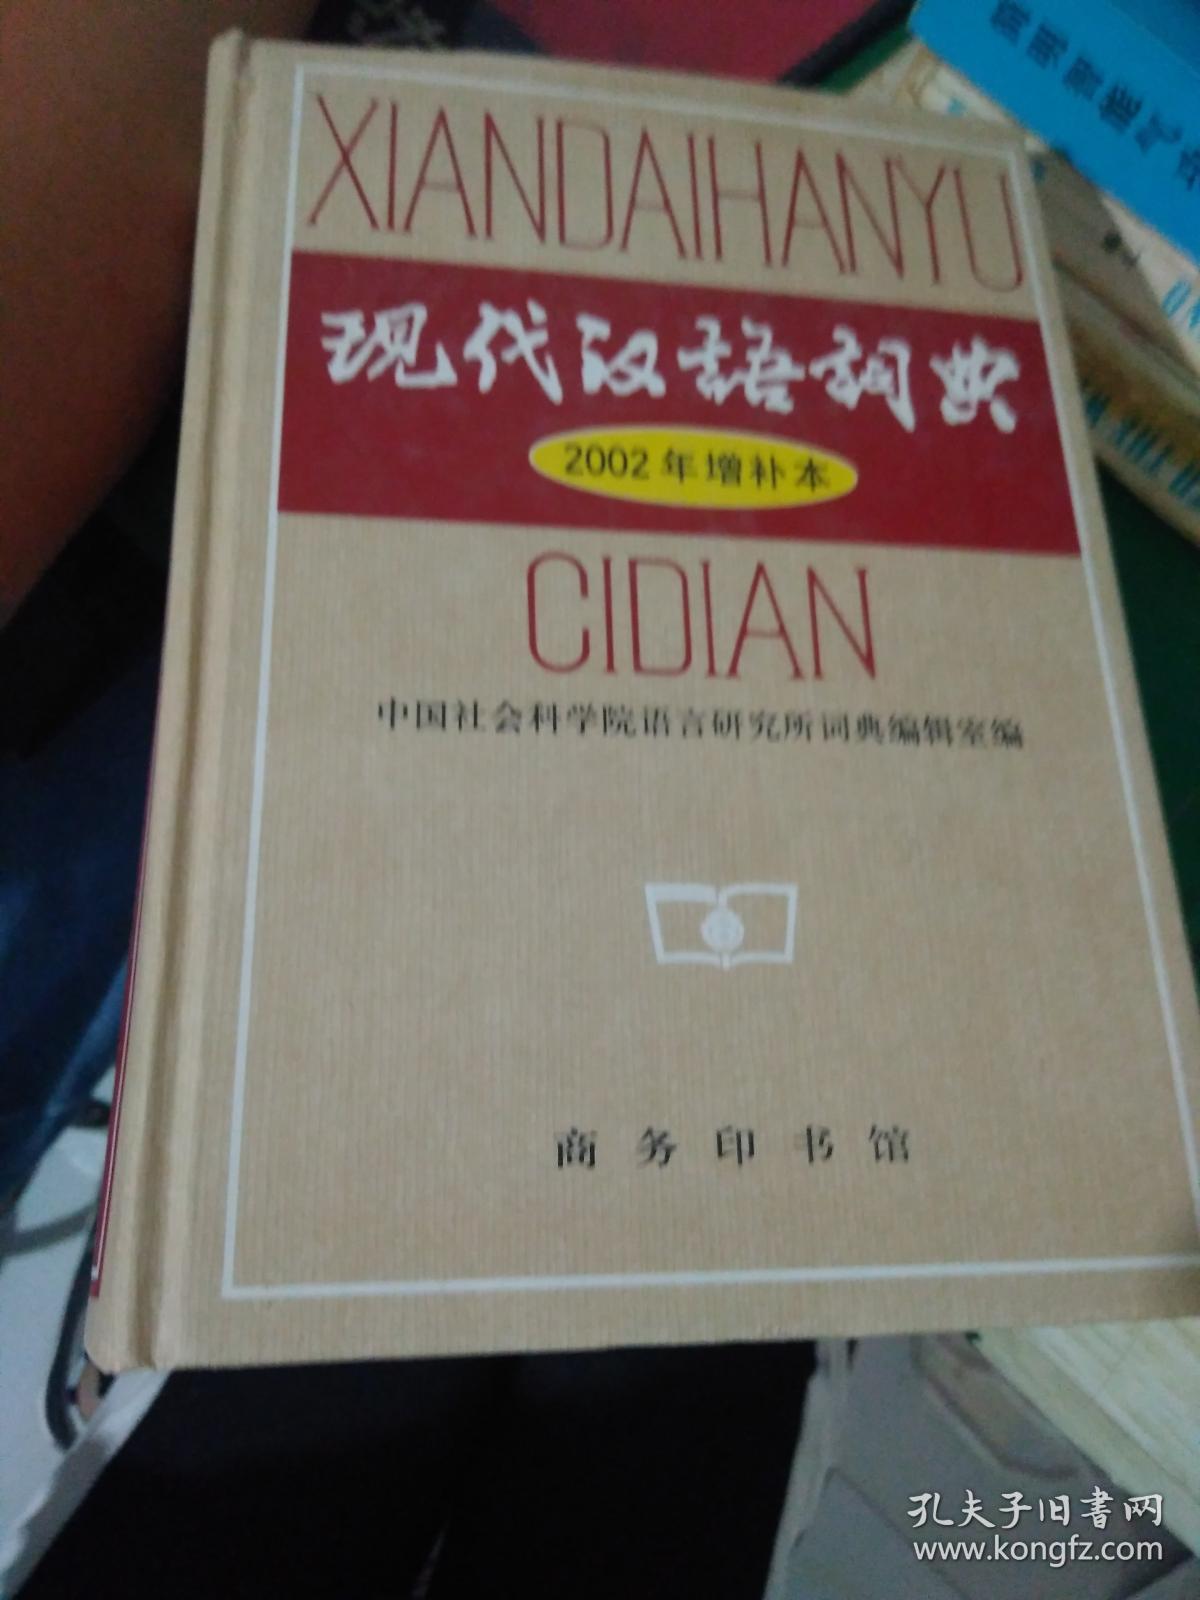 XIANDAIHANYU
现代汉语词典
2002年增补本
CIDIAN
中国社会科学院语言研究所词典编辑室编
商务印书馆
孔夫子旧书网
www.kongfz.com